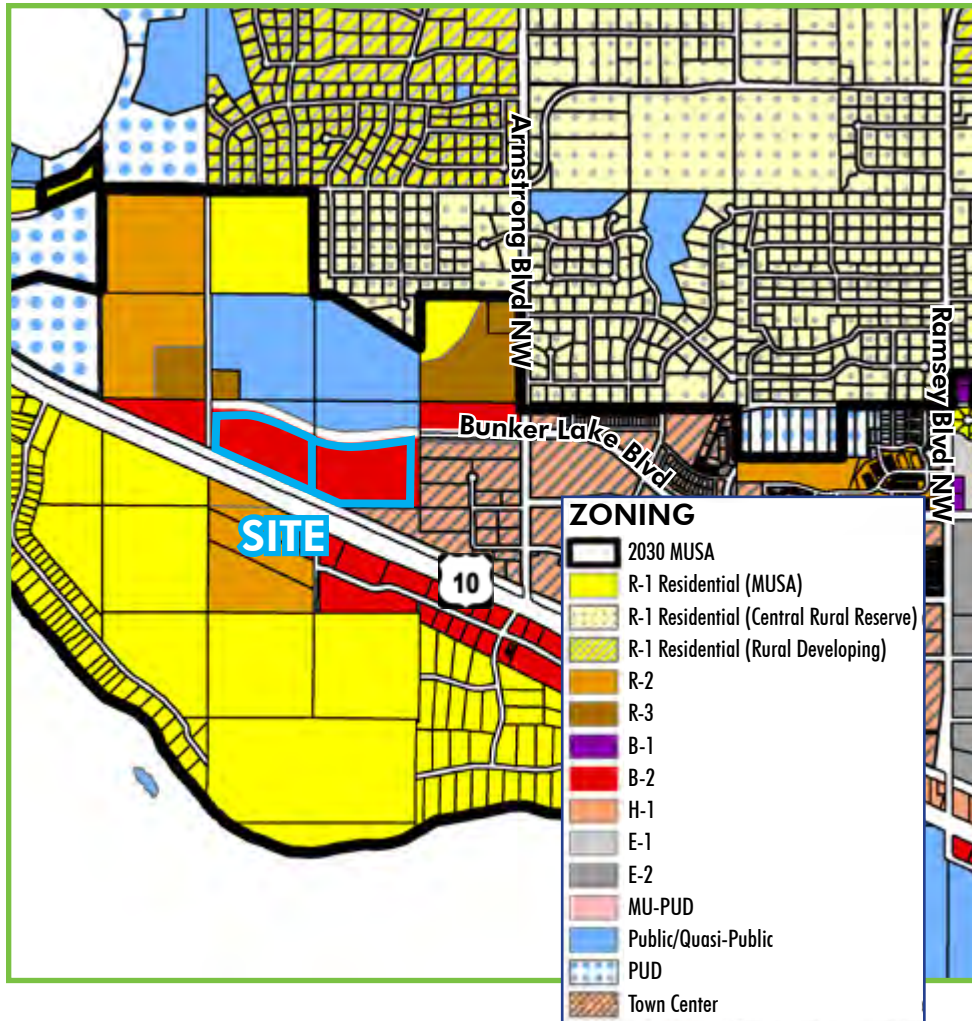 Armstrong Blvd NW
Ramsey Blvd NW
Bunker Lake Blvd
SITE
10
ZONING
2030 MUSA
R-1 Residential (MUSA)
R-1 Residential (Central Rural Reserve)
R-1 Residential (Rural Developing)
R-2
R-3
B-1
B-2
H-1
E-1
E-2
MU-PUD
Public/Quasi-Public
PUD
Town Center